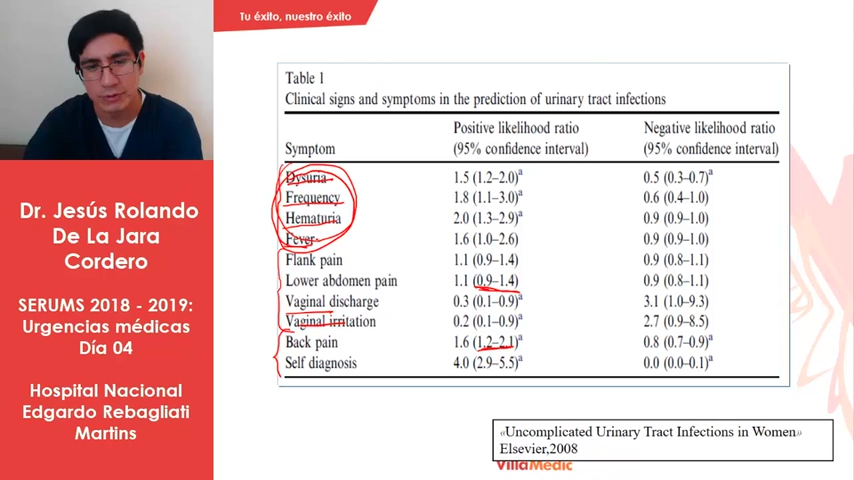 Tu éxito, nuestro éxito
Dr. Jesús Rolando
De La Jara
Cordero
SERUMS 2018 - 2019:
Urgencias médicas
Día 04
Hospital Nacional
Edgardo Rebagliati
Martins
Table 1
Clinical signs and symptoms in the prediction of urinary tract infections
Symptom Positive likelihood ratio (95% confidence interval) Negative likelihood ratio (95% confidence interval)
Dysuria 1.5 (1.2–2.0)a 0.5 (0.3–0.7)a
Frequency 1.8 (1.1–3.0)a 0.6 (0.4–1.0)
Hematuria 2.0 (1.3–2.9)a 0.9 (0.9–1.0)
Fever 1.6 (1.0–2.6) 0.9 (0.9–1.0)
Flank pain 1.1 (0.9–1.4) 0.9 (0.8–1.1)
Lower abdomen pain 1.1 (0.9–1.4) 0.9 (0.8–1.1)
Vaginal discharge 0.3 (0.1–0.9)a 3.1 (1.0–9.3)
Vaginal irritation 0.2 (0.1–0.9)a 2.7 (0.9–8.5)
Back pain 1.6 (1.2–2.1)a 0.8 (0.7–0.9)a
Self diagnosis 4.0 (2.9–5.5)a 0.0 (0.0–0.1)a
«Uncomplicated Urinary Tract Infections in Women»
Elsevier,2008
VillaMedic